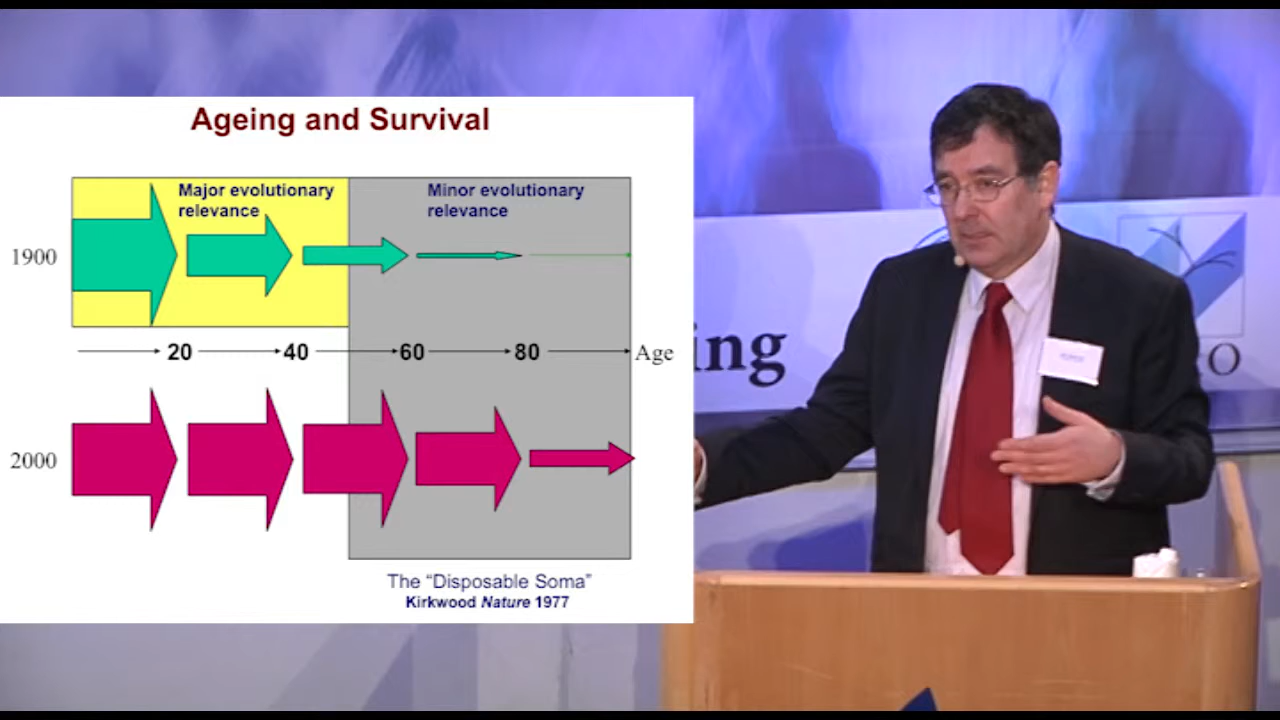 Ageing and Survival
Major evolutionary
relevance
Minor evolutionary
relevance
1900
20
40
60
80
Age
2000
The “Disposable Soma”
Kirkwood Nature 1977
ing
O